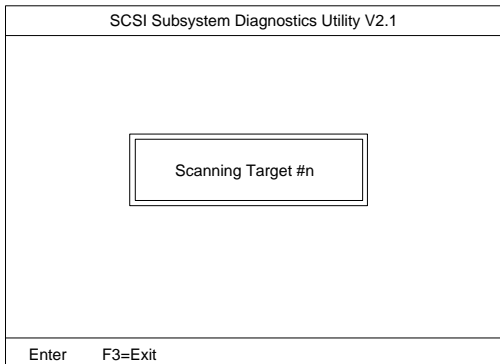 SCSI Subsystem Diagnostics Utility V2.1
Scanning Target #n
Enter F3=Exit